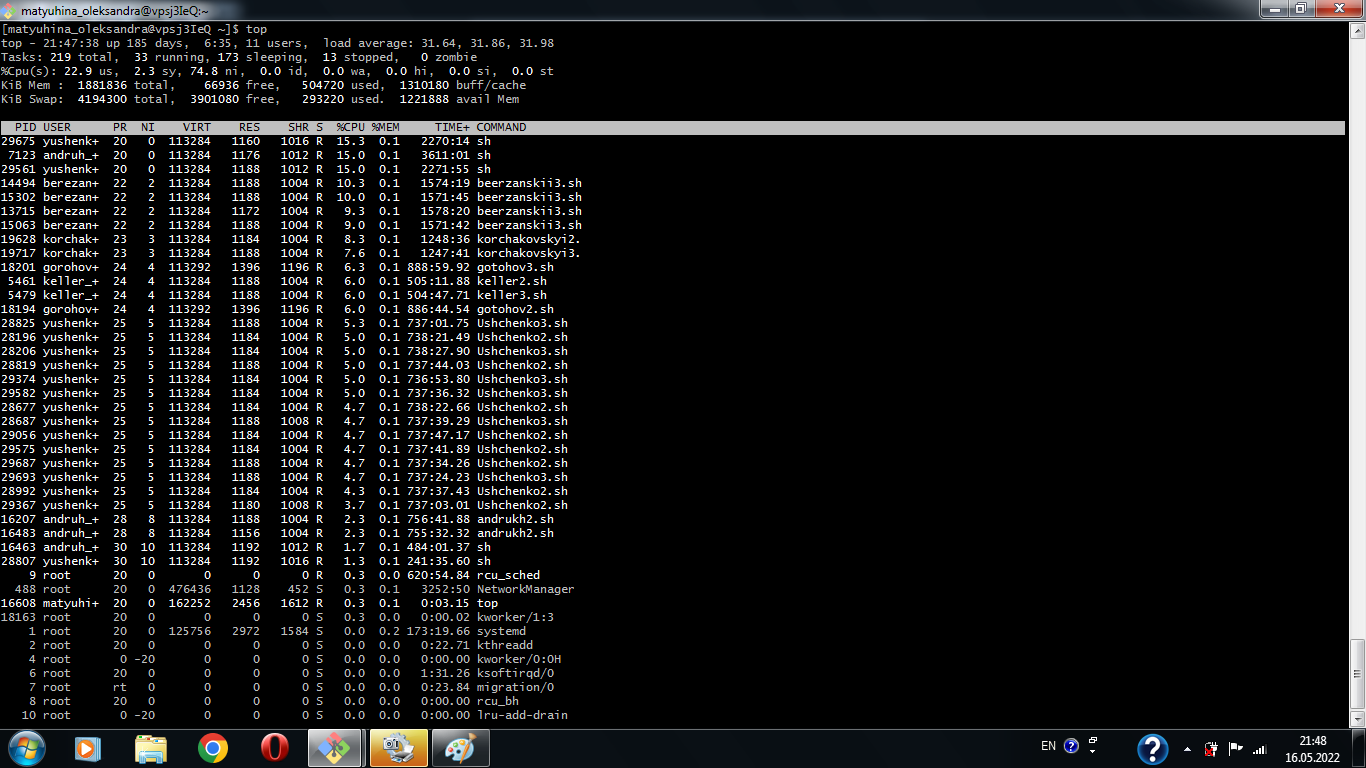 matyuhina_oleksandra@vpsj3IeQ:~
[matyuhina_oleksandra@vpsj3IeQ ~]$ top
top - 21:47:38 up 185 days,  6:35, 11 users,  load average: 31.64, 31.86, 31.98
Tasks: 219 total,  33 running, 173 sleeping,  13 stopped,   0 zombie
%Cpu(s): 22.9 us,  2.3 sy, 74.8 ni,  0.0 id,  0.0 wa,  0.0 hi,  0.0 si,  0.0 st
KiB Mem :  1881836 total,    66936 free,   504720 used,  1310180 buff/cache
KiB Swap:  4194300 total,  3901080 free,   293220 used.  1221888 avail Mem
PID USER PR NI VIRT RES SHR S %CPU %MEM TIME+ COMMAND
29675 yushenk+ 20 0 113284 1160 1016 R 15.3 0.1 2270:14 sh
7123 andruh_+ 20 0 113284 1176 1012 R 15.0 0.1 3611:01 sh
29561 yushenk+ 20 0 113284 1188 1012 R 15.0 0.1 2271:55 sh
14494 berezan+ 22 2 113284 1188 1004 R 10.3 0.1 1574:19 beerzanskii3.sh
15302 berezan+ 22 2 113284 1188 1004 R 10.0 0.1 1571:45 beerzanskii3.sh
13715 berezan+ 22 2 113284 1172 1004 R 9.3 0.1 1578:20 beerzanskii3.sh
15063 berezan+ 22 2 113284 1188 1004 R 9.0 0.1 1571:42 beerzanskii3.sh
19628 korchak+ 23 3 113284 1184 1004 R 8.3 0.1 1248:36 korchakovskyi2.
19717 korchak+ 23 3 113284 1188 1004 R 7.6 0.1 1247:41 korchakovskyi3.
18201 gorohov+ 24 4 113292 1396 1196 R 6.3 0.1 888:59.92 gotohov3.sh
5461 keller_+ 24 4 113284 1188 1004 R 6.0 0.1 505:11.88 keller2.sh
5479 keller_+ 24 4 113284 1188 1004 R 6.0 0.1 504:47.71 keller3.sh
18194 gorohov+ 24 4 113292 1396 1196 R 6.0 0.1 886:44.54 gotohov2.sh
28825 yushenk+ 25 5 113284 1188 1004 R 5.3 0.1 737:01.75 Ushchenko3.sh
28196 yushenk+ 25 5 113284 1184 1004 R 5.0 0.1 738:21.49 Ushchenko2.sh
28206 yushenk+ 25 5 113284 1184 1004 R 5.0 0.1 738:27.90 Ushchenko3.sh
28819 yushenk+ 25 5 113284 1188 1004 R 5.0 0.1 737:44.03 Ushchenko2.sh
29374 yushenk+ 25 5 113284 1184 1004 R 5.0 0.1 736:53.80 Ushchenko3.sh
29582 yushenk+ 25 5 113284 1184 1004 R 5.0 0.1 737:36.32 Ushchenko3.sh
28677 yushenk+ 25 5 113284 1184 1004 R 4.7 0.1 738:22.66 Ushchenko2.sh
28687 yushenk+ 25 5 113284 1188 1008 R 4.7 0.1 737:39.29 Ushchenko3.sh
29056 yushenk+ 25 5 113284 1184 1004 R 4.7 0.1 737:47.17 Ushchenko2.sh
29575 yushenk+ 25 5 113284 1184 1004 R 4.7 0.1 737:41.89 Ushchenko2.sh
29687 yushenk+ 25 5 113284 1188 1004 R 4.7 0.1 737:34.26 Ushchenko2.sh
29693 yushenk+ 25 5 113284 1188 1004 R 4.7 0.1 737:24.23 Ushchenko3.sh
28992 yushenk+ 25 5 113284 1184 1004 R 4.3 0.1 737:37.43 Ushchenko2.sh
29367 yushenk+ 25 5 113284 1180 1008 R 3.7 0.1 737:03.01 Ushchenko2.sh
16207 andruh_+ 28 8 113284 1188 1004 R 2.3 0.1 756:41.88 andrukh2.sh
16483 andruh_+ 28 8 113284 1156 1004 R 2.3 0.1 755:32.32 andrukh2.sh
16463 andruh_+ 30 10 113284 1192 1012 R 1.7 0.1 484:01.37 sh
28807 yushenk+ 30 10 113284 1192 1016 R 1.3 0.1 241:35.60 sh
9 root 20 0 0 0 0 R 0.3 0.0 620:54.84 rcu_sched
488 root 20 0 476436 1128 452 S 0.3 0.1 3252:50 NetworkManager
16608 matyuhi+ 20 0 162252 2456 1612 R 0.3 0.1 0:03.15 top
18163 root 20 0 0 0 0 S 0.3 0.0 0:00.02 kworker/1:3
1 root 20 0 125756 2972 1584 S 0.0 0.2 173:19.66 systemd
2 root 20 0 0 0 0 S 0.0 0.0 0:22.71 kthreadd
4 root 0 -20 0 0 0 S 0.0 0.0 0:00.00 kworker/0:0H
6 root 20 0 0 0 0 S 0.0 0.0 1:31.26 ksoftirqd/0
7 root rt 0 0 0 0 S 0.0 0.0 0:23.84 migration/0
8 root 20 0 0 0 0 S 0.0 0.0 0:00.00 rcu_bh
10 root 0 -20 0 0 0 S 0.0 0.0 0:00.00 lru-add-drain
EN
21:48
16.05.2022